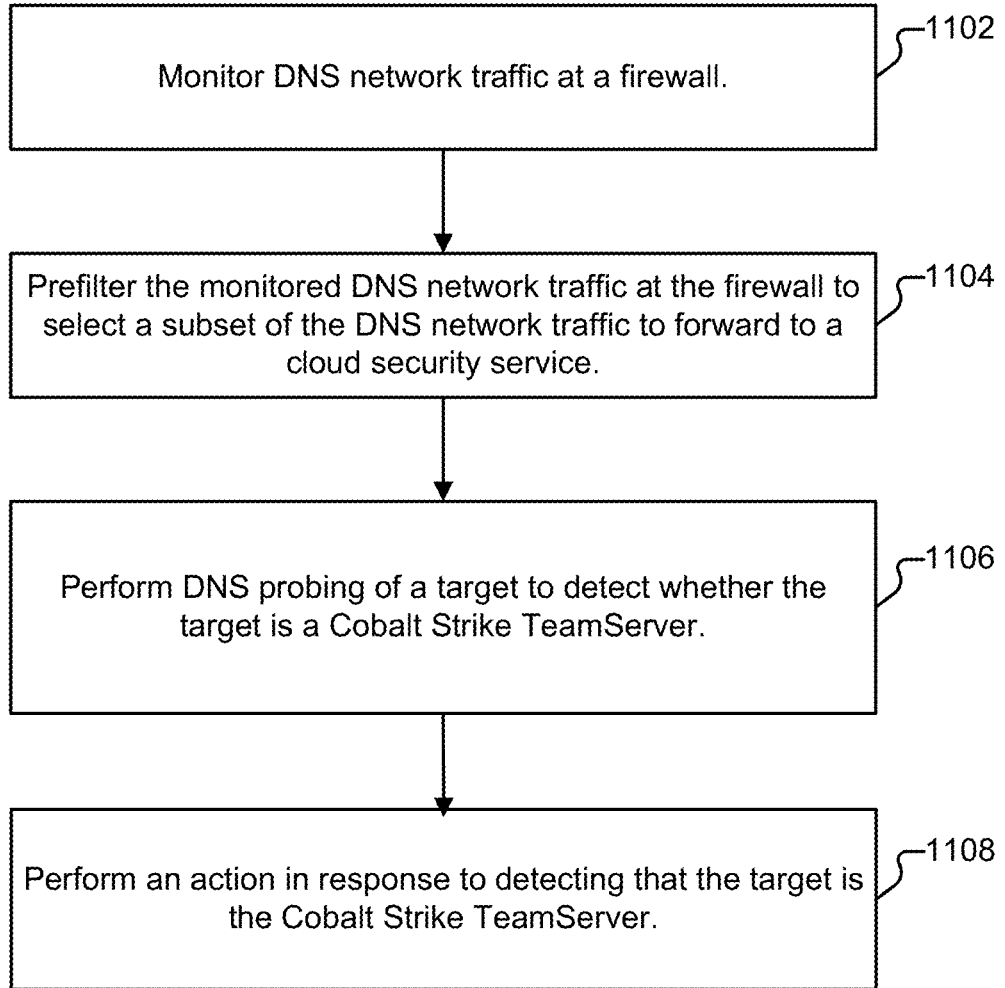 Monitor DNS network traffic at a firewall.
1102
Prefilter the monitored DNS network traffic at the firewall to
select a subset of the DNS network traffic to forward to a
cloud security service.
1104
Perform DNS probing of a target to detect whether the
target is a Cobalt Strike TeamServer.
1106
Perform an action in response to detecting that the target is
the Cobalt Strike TeamServer.
1108